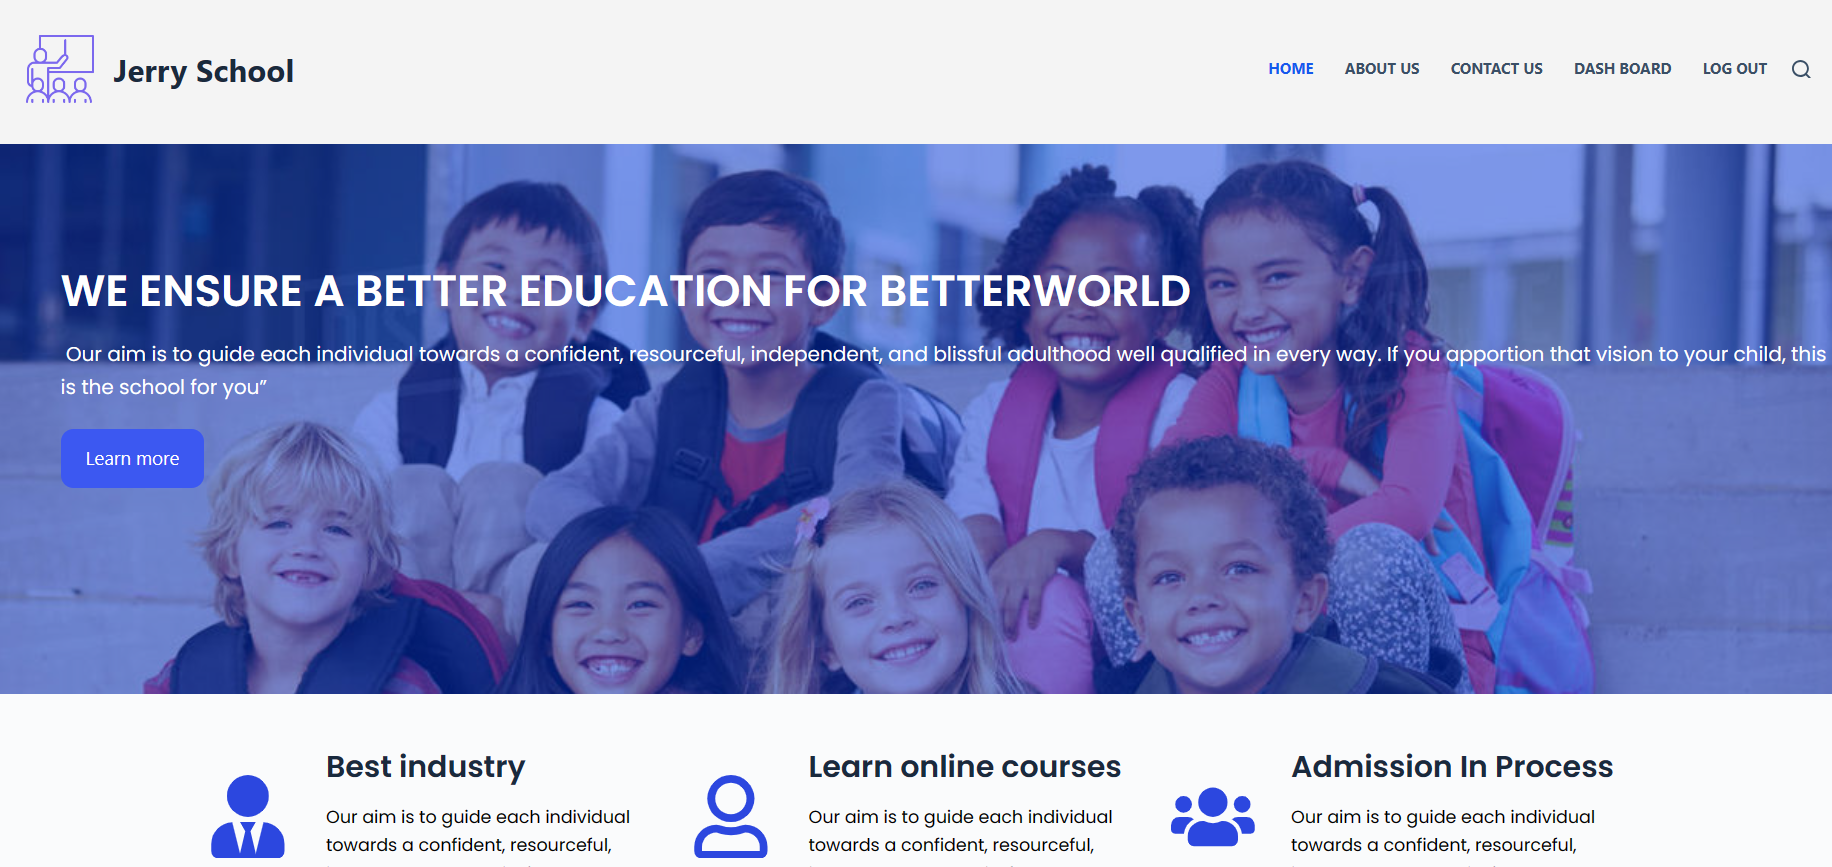 Jerry School
HOME ABOUT US CONTACT US DASH BOARD LOG OUT
WE ENSURE A BETTER EDUCATION FOR BETTERWORLD
Our aim is to guide each individual towards a confident, resourceful, independent, and blissful adulthood well qualified in every way. If you apportion that vision to your child, this
is the school for you”
Learn more
Best industry
Our aim is to guide each individual
towards a confident, resourceful,
Learn online courses
Our aim is to guide each individual
towards a confident, resourceful,
Admission In Process
Our aim is to guide each individual
towards a confident, resourceful,